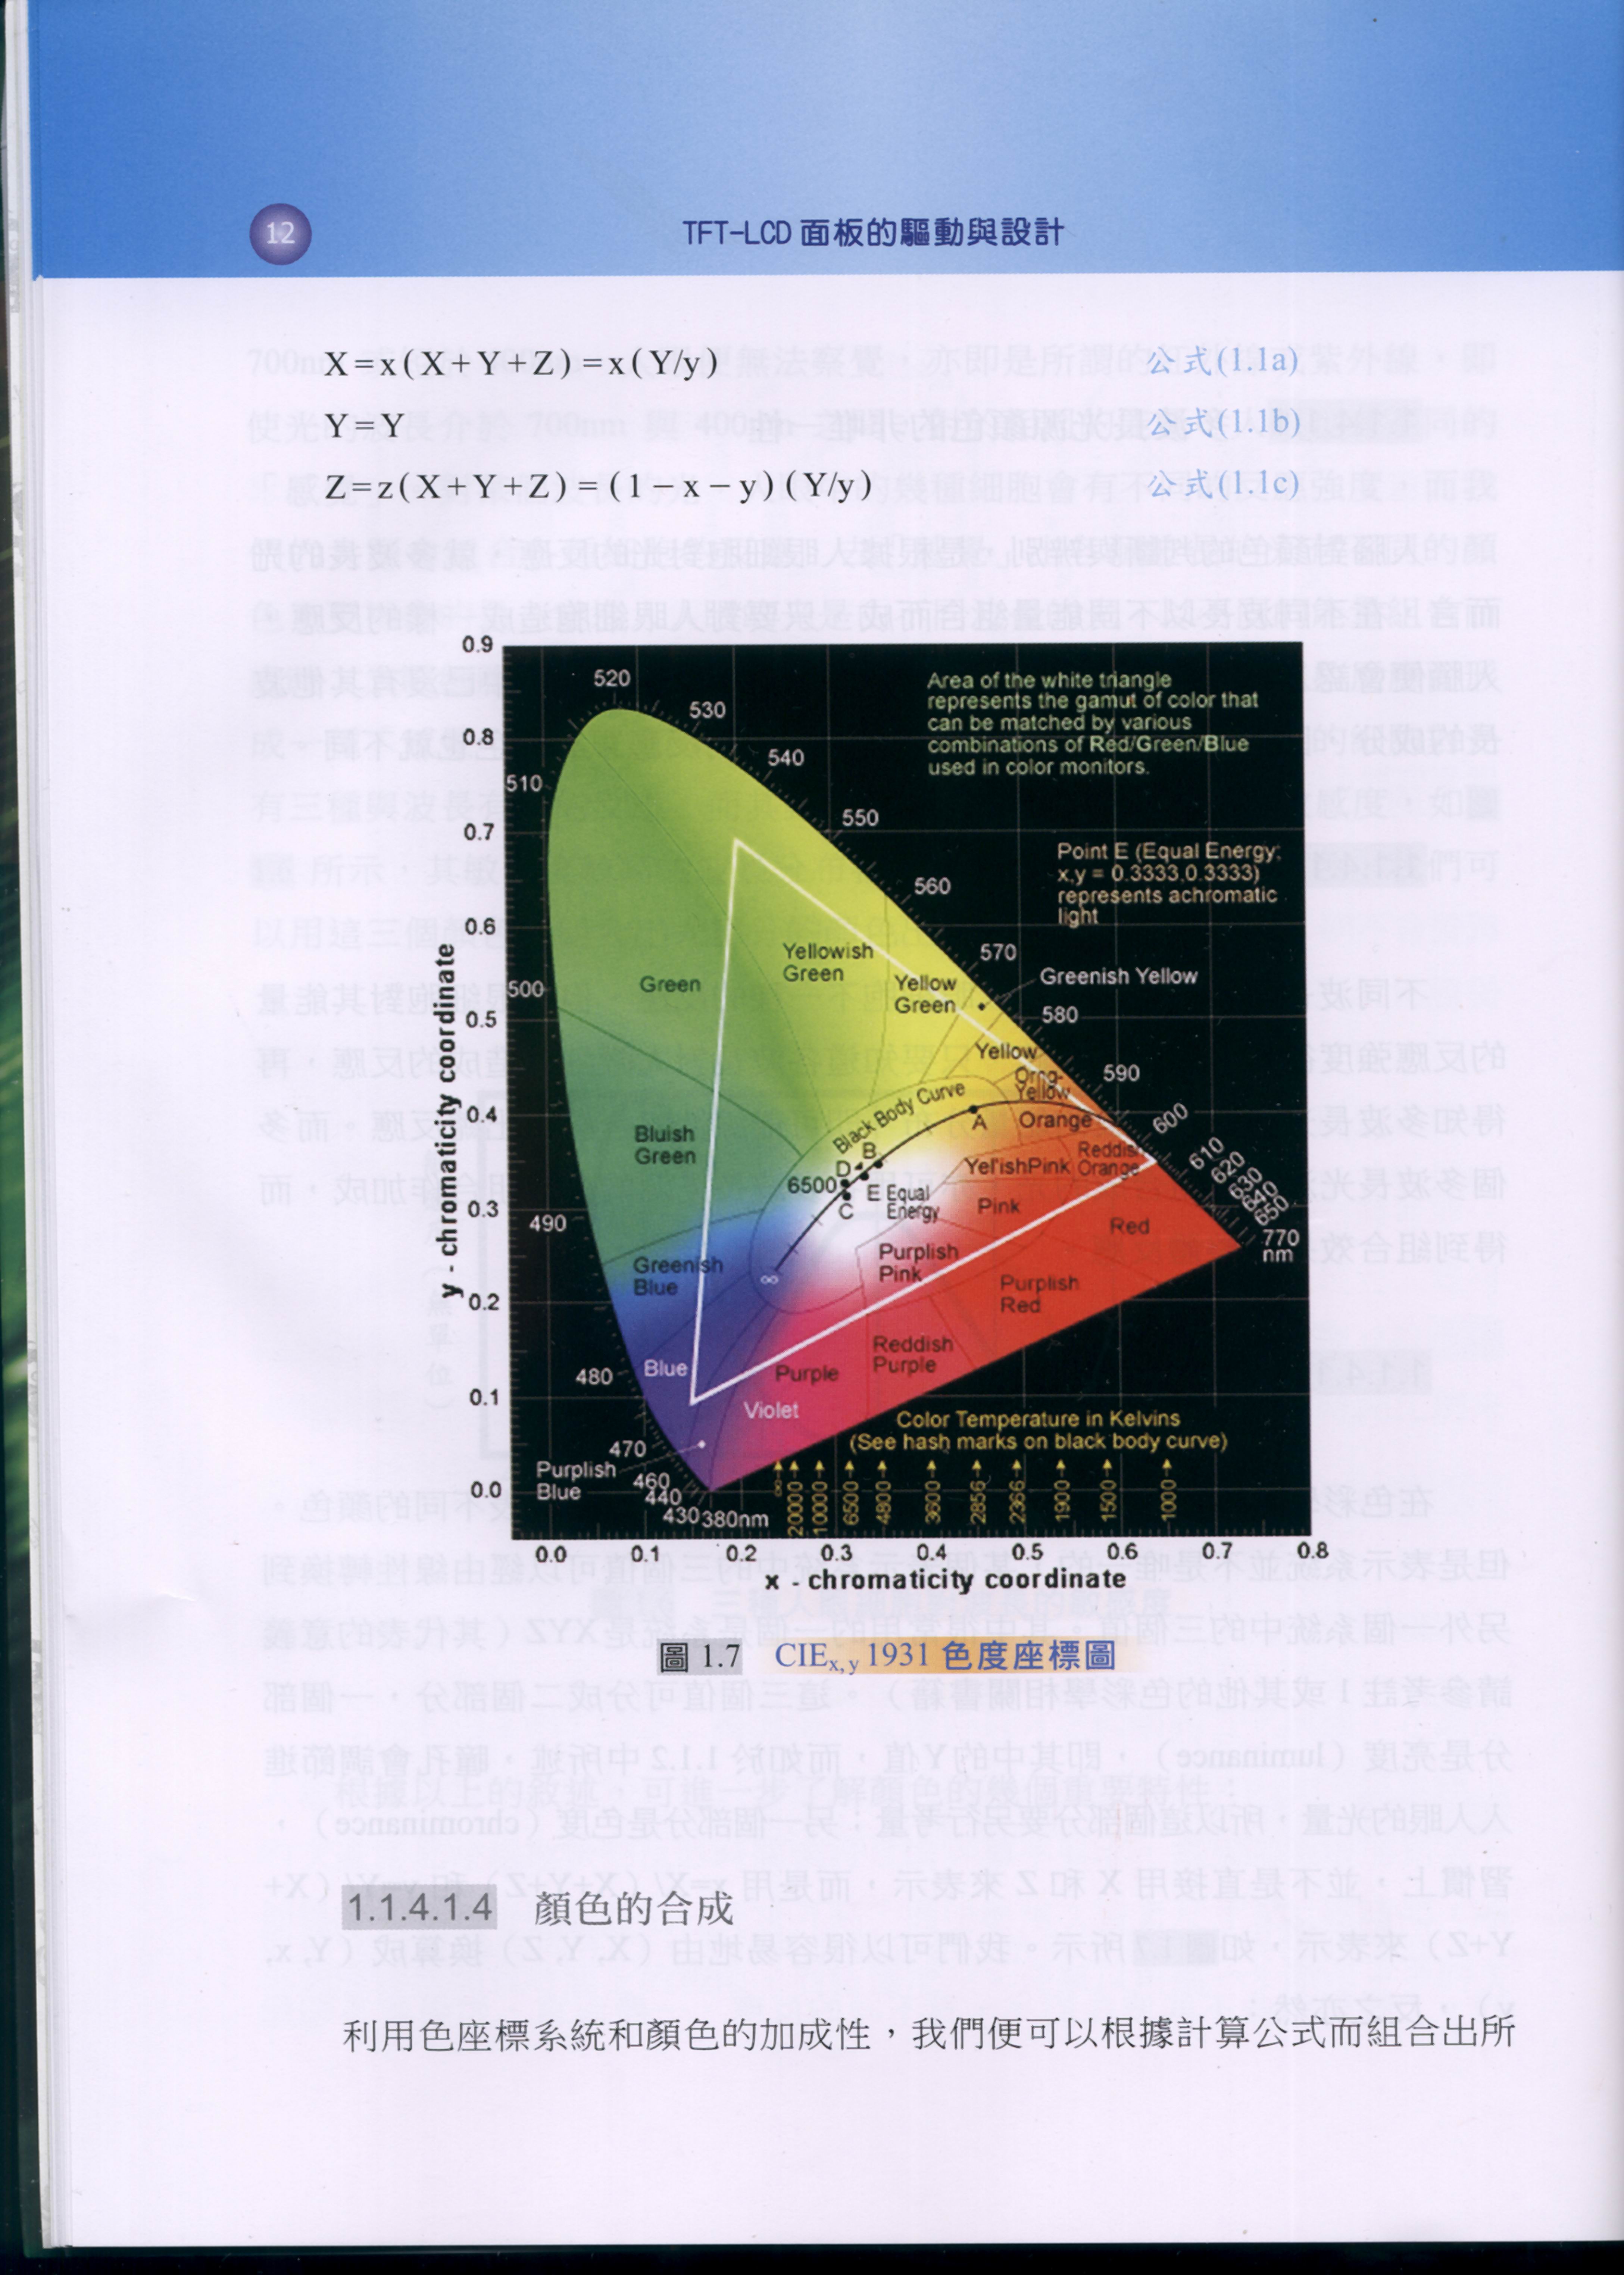 12
TFT-LCD 面板的驅動與設計
X=x(X+Y+Z)=x(Y/y) 公式(1.1a)
Y=Y 公式(1.1b)
Z=z(X+Y+Z)=(1-x-y)(Y/y) 公式(1.1c)
0.9
0.8
0.7
0.6
0.5
0.4
0.3
0.2
0.1
0.0
y - chromaticity coordinate
520
530
540
510
550
560
570
500
580
590
600
610
620
630
640
650
770
nm
490
480
470
460
440
430
380nm
Area of the white triangle
represents the gamut of color that
can be matched by various
combinations of Red/Green/Blue
used in color monitors.
Point E (Equal Energy;
x,y = 0.3333,0.3333)
represents achromatic
light
Greenish Yellow
Green
Yellowish
Green
Yellow
Green
Yellow
Orng-
Yellow
Orange
Reddish
Orange
Black Body Curve
A
B
D
6500
C
E Equal
Energy
Yel'ishPink
Pink
Red
Bluish
Green
Greenish
Blue
∞
Purplish
Pink
Purplish
Red
Blue
Purple
Reddish
Purple
Violet
Purplish
Blue
Color Temperature in Kelvins
(See hash marks on black body curve)
∞
20000
10000
6500
4800
3600
2856
2366
1900
1500
1000
0.0 0.1 0.2 0.3 0.4 0.5 0.6 0.7 0.8
x - chromaticity coordinate
圖 1.7 CIEx,y 1931 色度座標圖
1.1.4.1.4 顏色的合成
利用色座標系統和顏色的加成性，我們便可以根據計算公式而組合出所